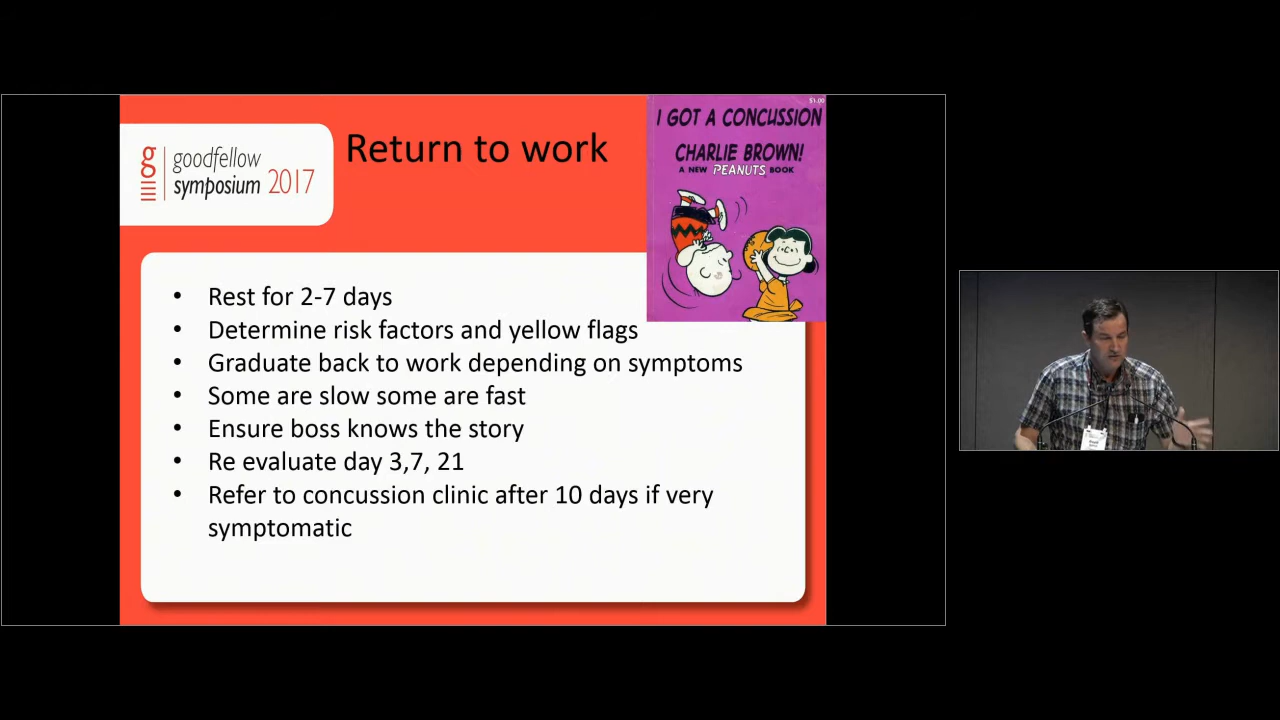 goodfellow
symposium 2017
Return to work
$1.00
I GOT A CONCUSSION
CHARLIE BROWN!
A NEW PEANUTS BOOK
• Rest for 2-7 days
• Determine risk factors and yellow flags
• Graduate back to work depending on symptoms
• Some are slow some are fast
• Ensure boss knows the story
• Re evaluate day 3,7, 21
• Refer to concussion clinic after 10 days if very
symptomatic